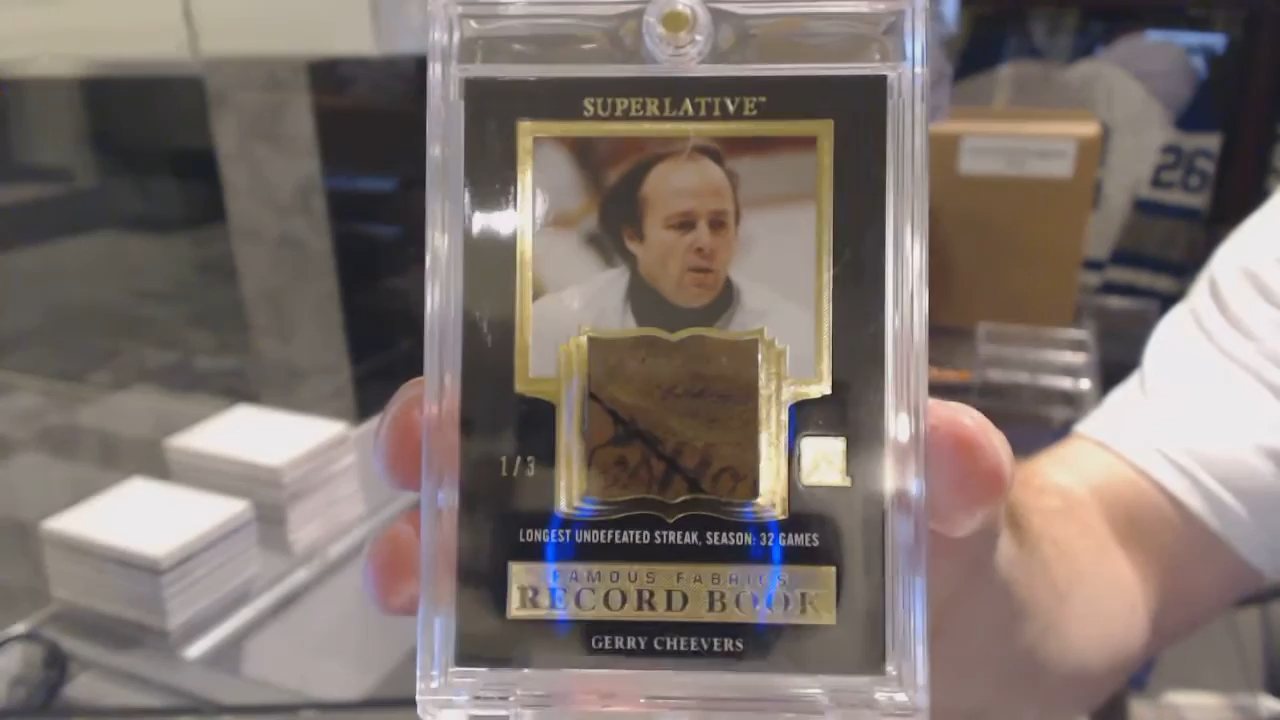 SUPERLATIVE™
26
1/3
LONGEST UNDEFEATED STREAK, SEASON: 32 GAMES
FAMOUS FABRICS
RECORD BOOK
GERRY CHEEVERS